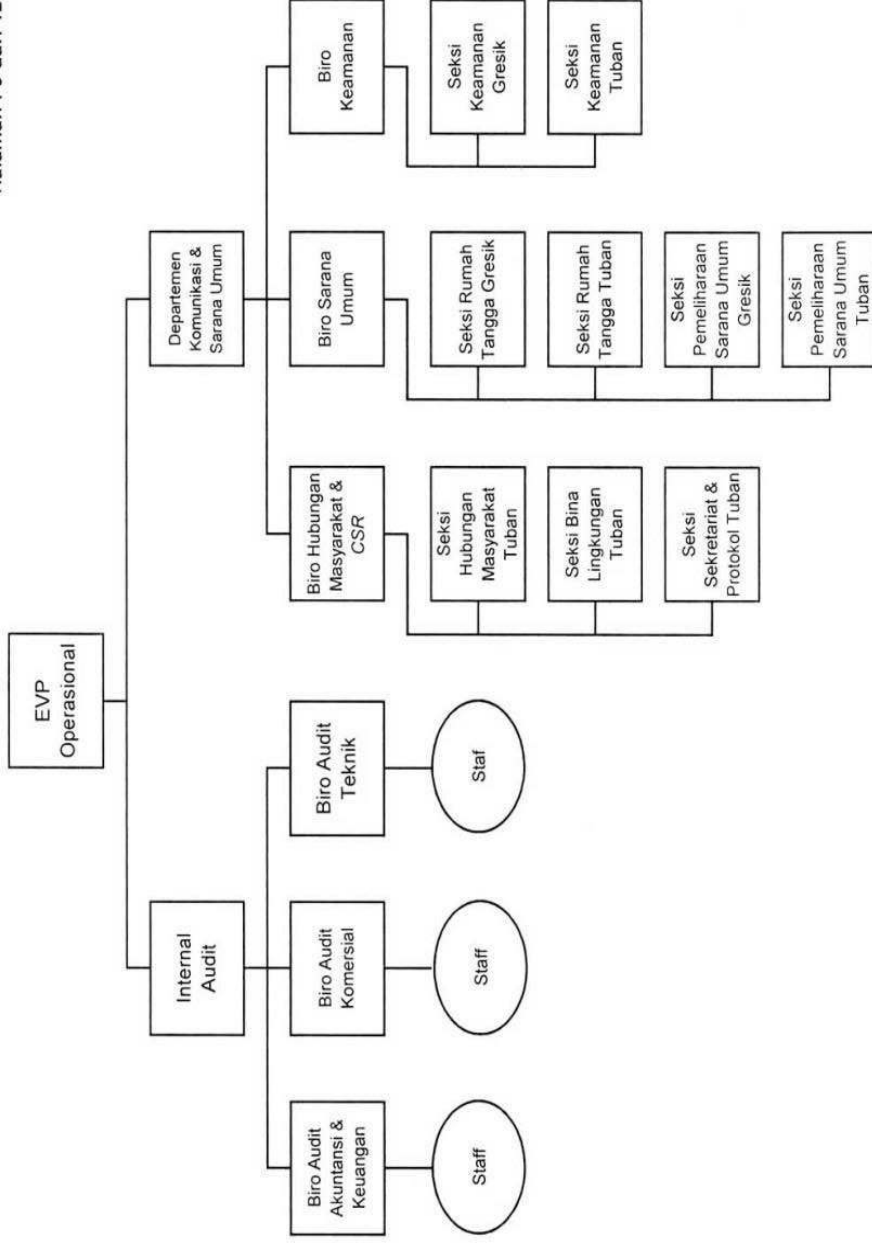 EVP
Operasional
Internal
Audit
Departemen
Komunikasi &
Sarana Umum
Biro Audit
Akuntansi &
Keuangan
Biro Audit
Komersial
Biro Audit
Teknik
Biro Hubungan
Masyarakat &
CSR
Biro Sarana
Umum
Biro
Keamanan
Staff
Staff
Staf
Seksi
Hubungan
Masyarakat
Tuban
Seksi Bina
Lingkungan
Tuban
Seksi
Sekretariat &
Protokol Tuban
Seksi Rumah
Tangga Gresik
Seksi Rumah
Tangga Tuban
Seksi
Pemeliharaan
Sarana Umum
Gresik
Seksi
Pemeliharaan
Sarana Umum
Tuban
Seksi
Keamanan
Gresik
Seksi
Keamanan
Tuban